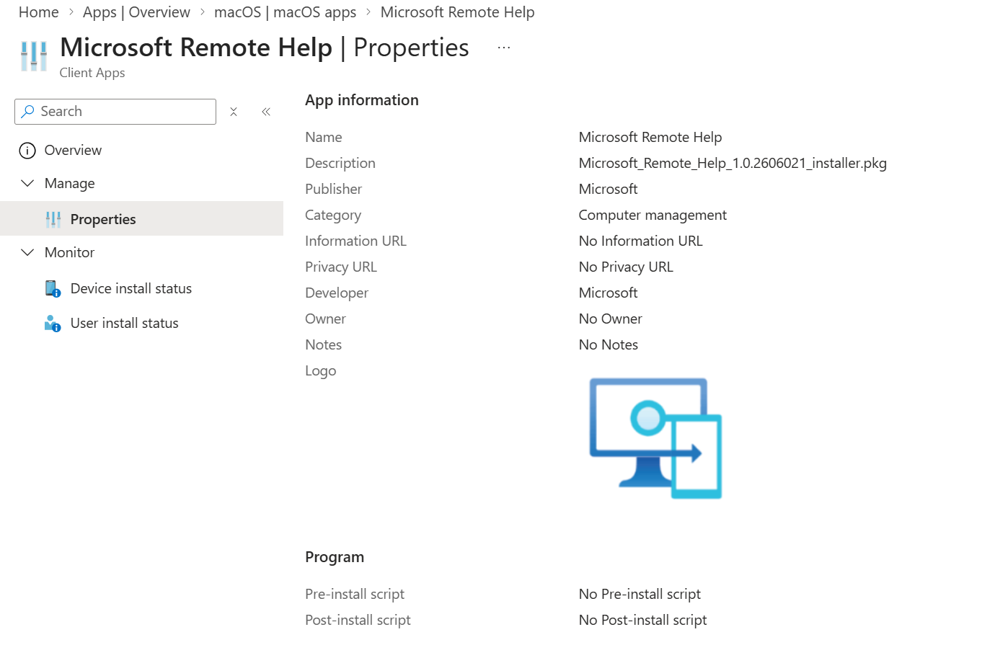 Home > Apps | Overview > macOS | macOS apps > Microsoft Remote Help
Microsoft Remote Help | Properties ...
Client Apps
Search
Overview
Manage
Properties
Monitor
Device install status
User install status
App information
Name Microsoft Remote Help
Description Microsoft_Remote_Help_1.0.2606021_installer.pkg
Publisher Microsoft
Category Computer management
Information URL No Information URL
Privacy URL No Privacy URL
Developer Microsoft
Owner No Owner
Notes No Notes
Logo
Program
Pre-install script No Pre-install script
Post-install script No Post-install script